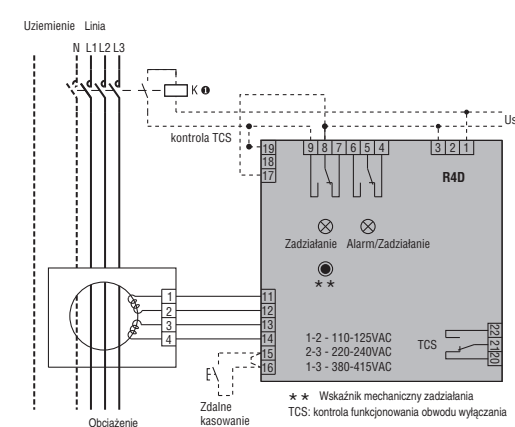 Uziemienie Linia
N L1 L2 L3
K ❶
Us
kontrola TCS
19
18
17
9 8 7 6 5 4
3 2 1
R4D
Zadziałanie Alarm/Zadziałanie
* *
1
2
3
4
11
12
13
14
15
16
1-2 - 110-125VAC
2-3 - 220-240VAC
1-3 - 380-415VAC
TCS
22
21
20
E
Zdalne
kasowanie
Obciażenie
* * Wskaźnik mechaniczny zadziałania
TCS: kontrola funkcjonowania obwodu wyłączania